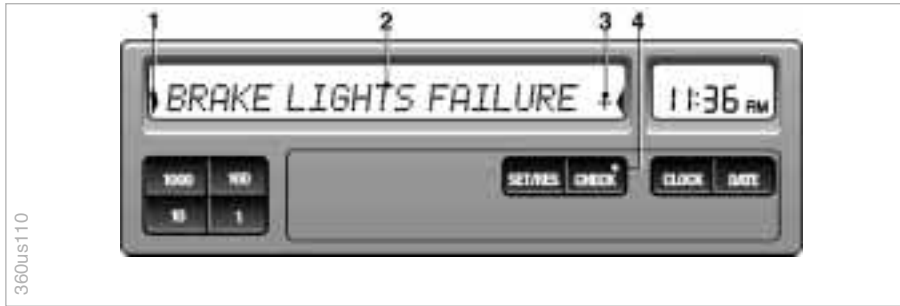 1 2 3 4
BRAKE LIGHTS FAILURE +
11:36 AM
1000 100
SET/RES CHECK
CLOCK DATE
10 1
360us110